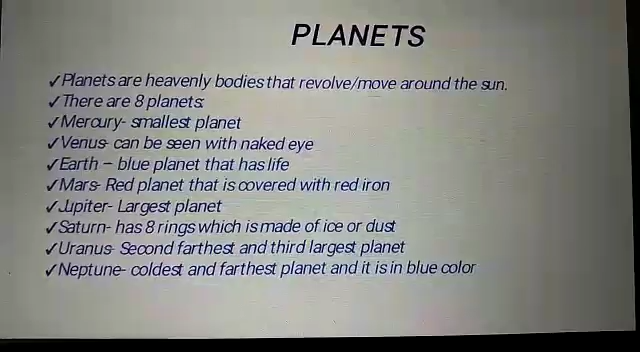 PLANETS
✓Planets are heavenly bodies that revolve/move around the sun.
✓There are 8 planets:
✓Mercury- smallest planet
✓Venus- can be seen with naked eye
✓Earth – blue planet that has life
✓Mars- Red planet that is covered with red iron
✓Jupiter- Largest planet
✓Saturn- has 8 rings which is made of ice or dust
✓Uranus- Second farthest and third largest planet
✓Neptune- coldest and farthest planet and it is in blue color